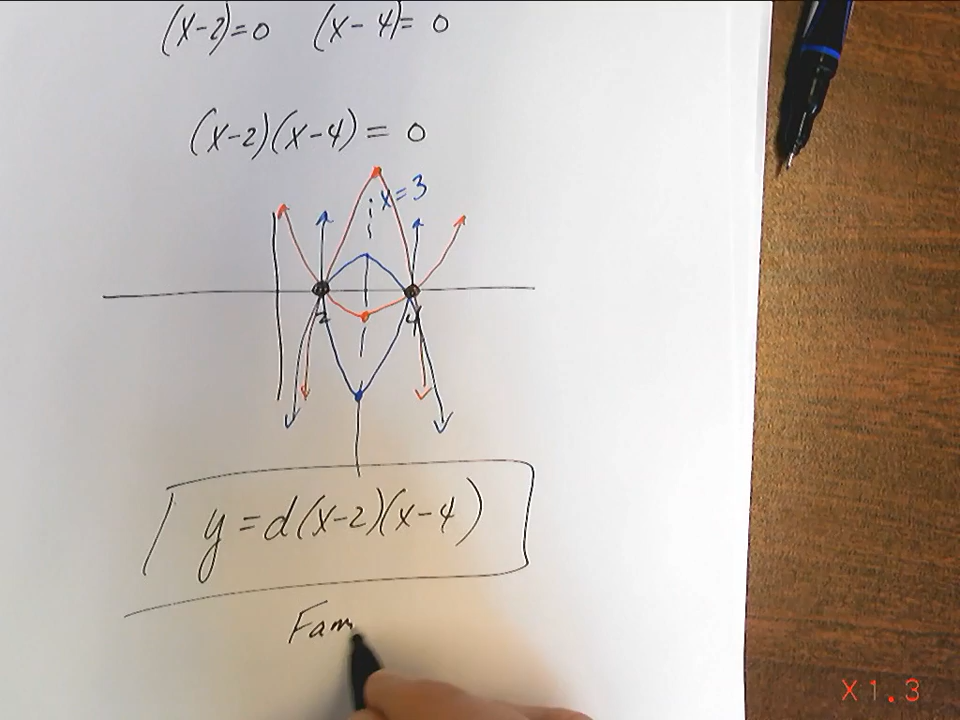 (x-2)=0 (x-4)=0
(x-2)(x-4)=0
x=3
2 4
y=d(x-2)(x-4)
Fam
X1.3